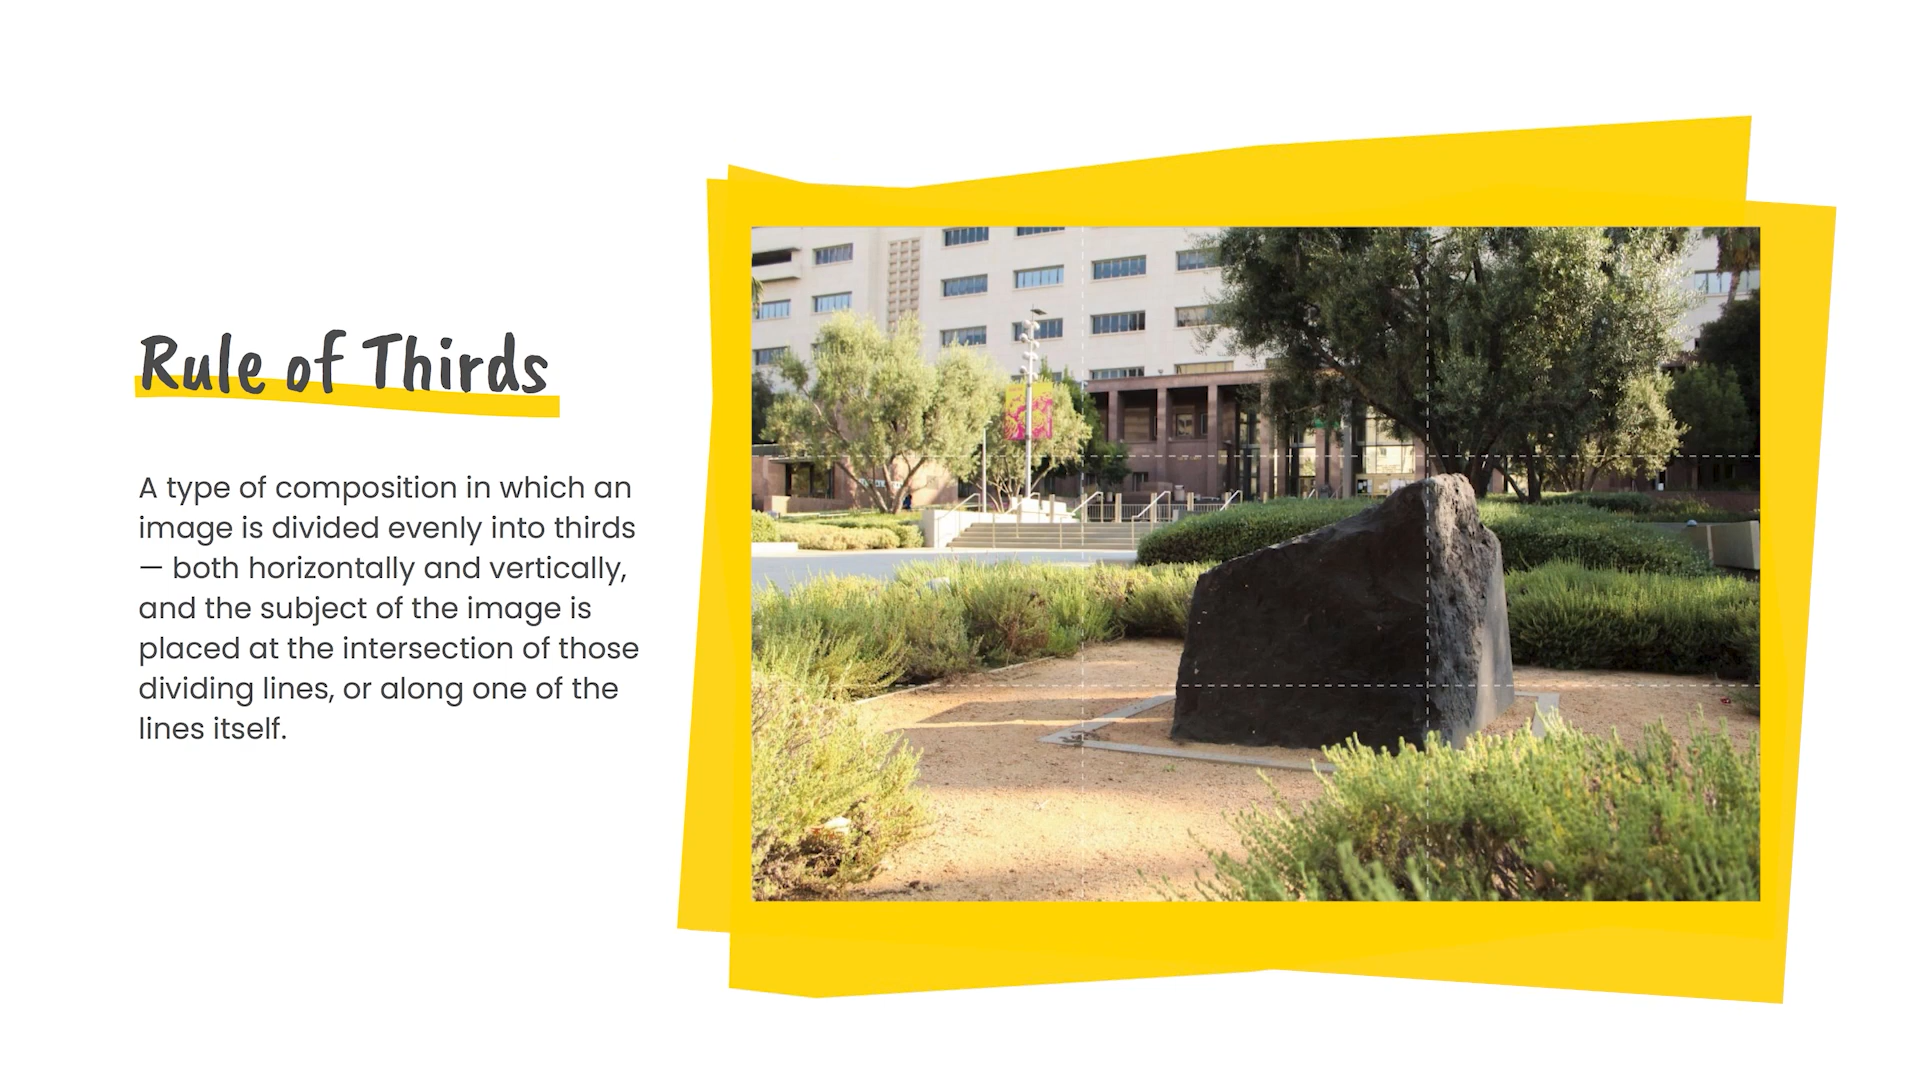 Rule of Thirds
A type of composition in which an
image is divided evenly into thirds
— both horizontally and vertically,
and the subject of the image is
placed at the intersection of those
dividing lines, or along one of the
lines itself.